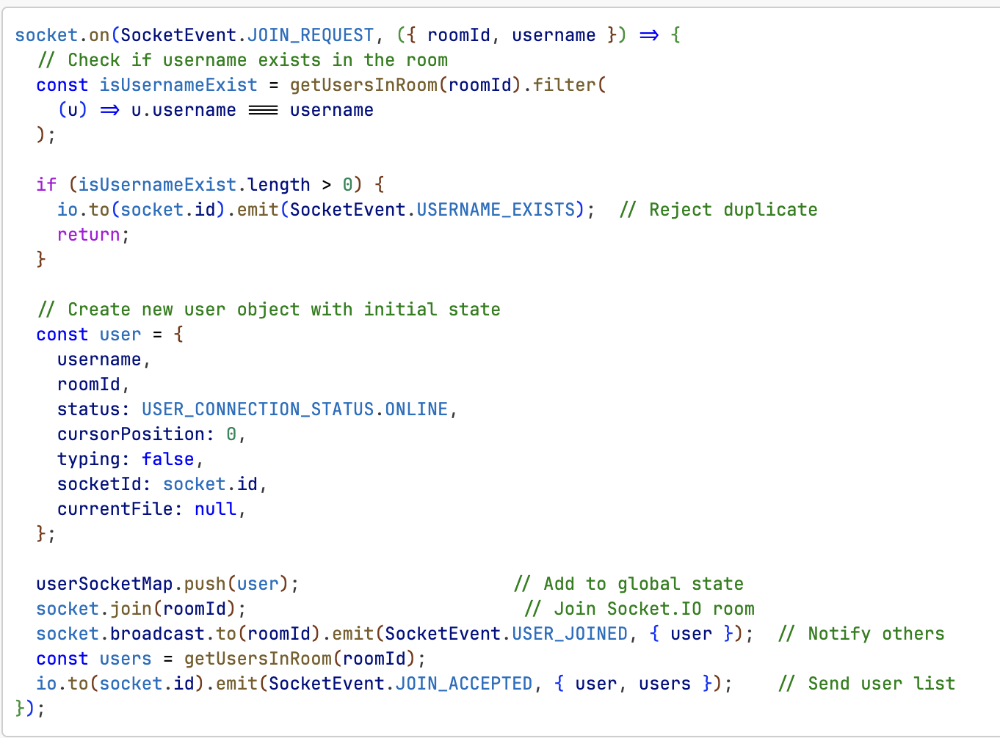 socket.on(SocketEvent.JOIN_REQUEST, ({ roomId, username }) => {
  // Check if username exists in the room
  const isUsernameExist = getUsersInRoom(roomId).filter(
    (u) => u.username === username
  );

  if (isUsernameExist.length > 0) {
    io.to(socket.id).emit(SocketEvent.USERNAME_EXISTS);  // Reject duplicate
    return;
  }

  // Create new user object with initial state
  const user = {
    username,
    roomId,
    status: USER_CONNECTION_STATUS.ONLINE,
    cursorPosition: 0,
    typing: false,
    socketId: socket.id,
    currentFile: null,
  };

  userSocketMap.push(user);                    // Add to global state
  socket.join(roomId);                          // Join Socket.IO room
  socket.broadcast.to(roomId).emit(SocketEvent.USER_JOINED, { user });  // Notify others
  const users = getUsersInRoom(roomId);
  io.to(socket.id).emit(SocketEvent.JOIN_ACCEPTED, { user, users });    // Send user list
});